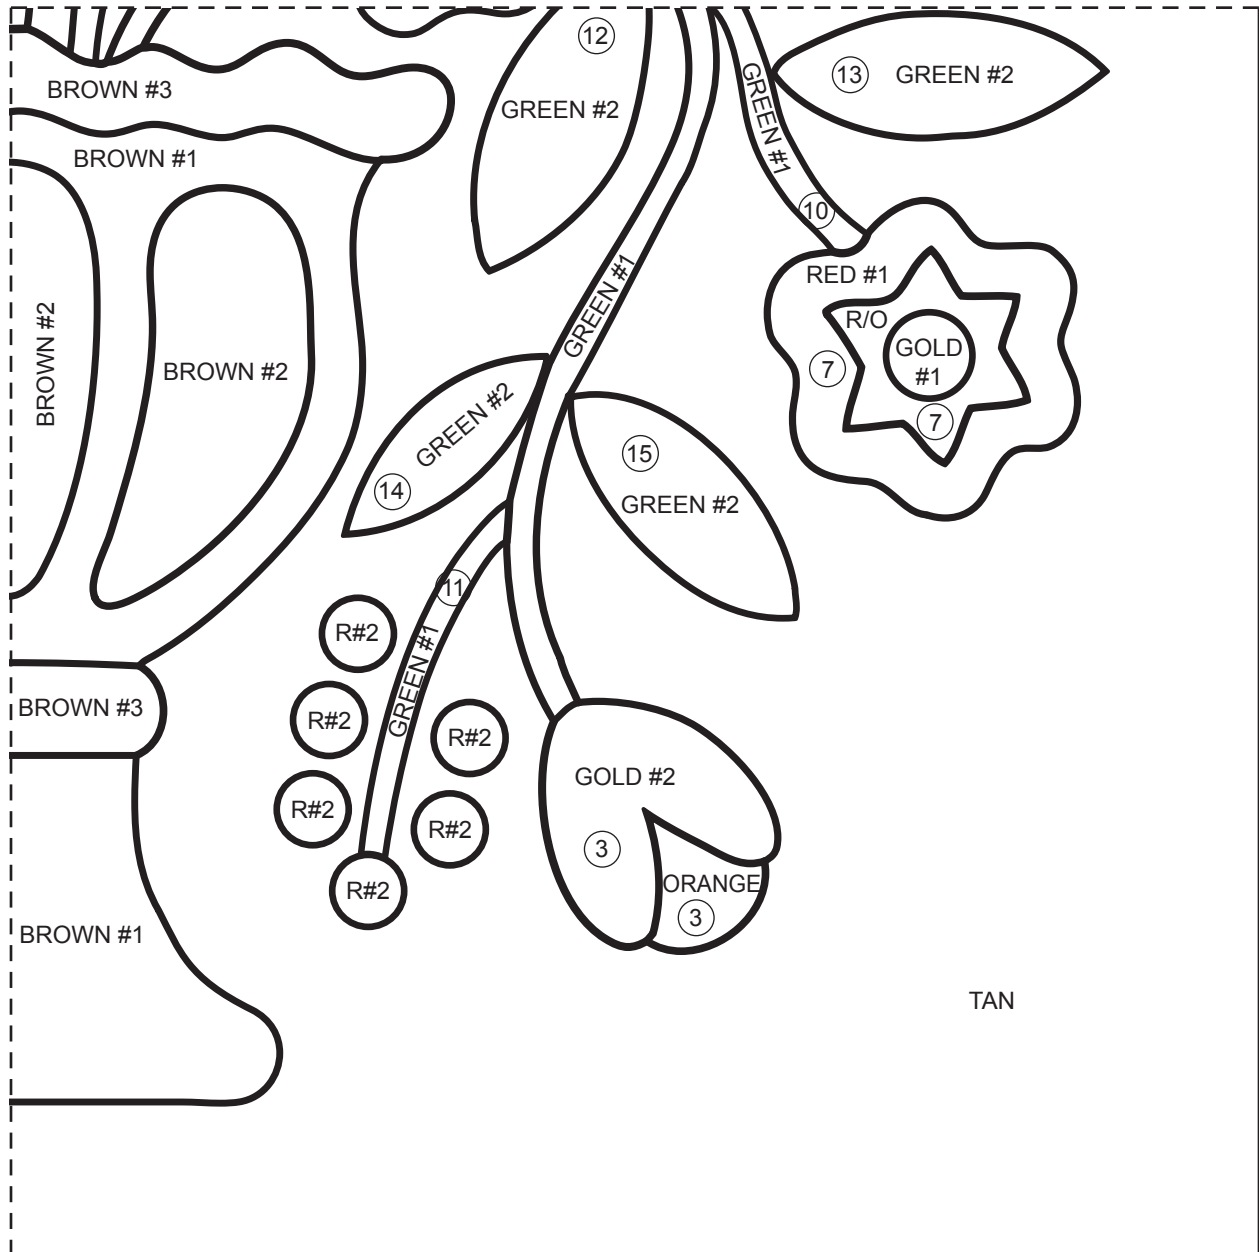 12
13 GREEN #2
BROWN #3
GREEN #2
GREEN #1
BROWN #1
10
RED #1
GREEN #1
R/O
BROWN #2
BROWN #2
GOLD
#1
7
7
GREEN #2
14
15
GREEN #2
11
R#2
GREEN #1
BROWN #3
R#2
R#2
GOLD #2
R#2
R#2
3
R#2
ORANGE
3
BROWN #1
TAN